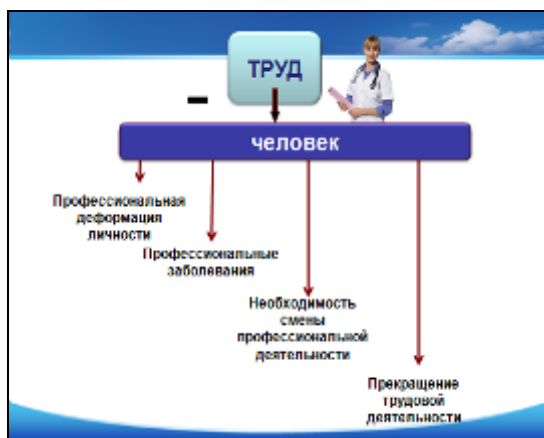 ТРУД
–
человек
Профессиональная
деформация
личности
Профессиональные
заболевания
Необходимость
смены
профессиональной
деятельности
Прекращение
трудовой
деятельности